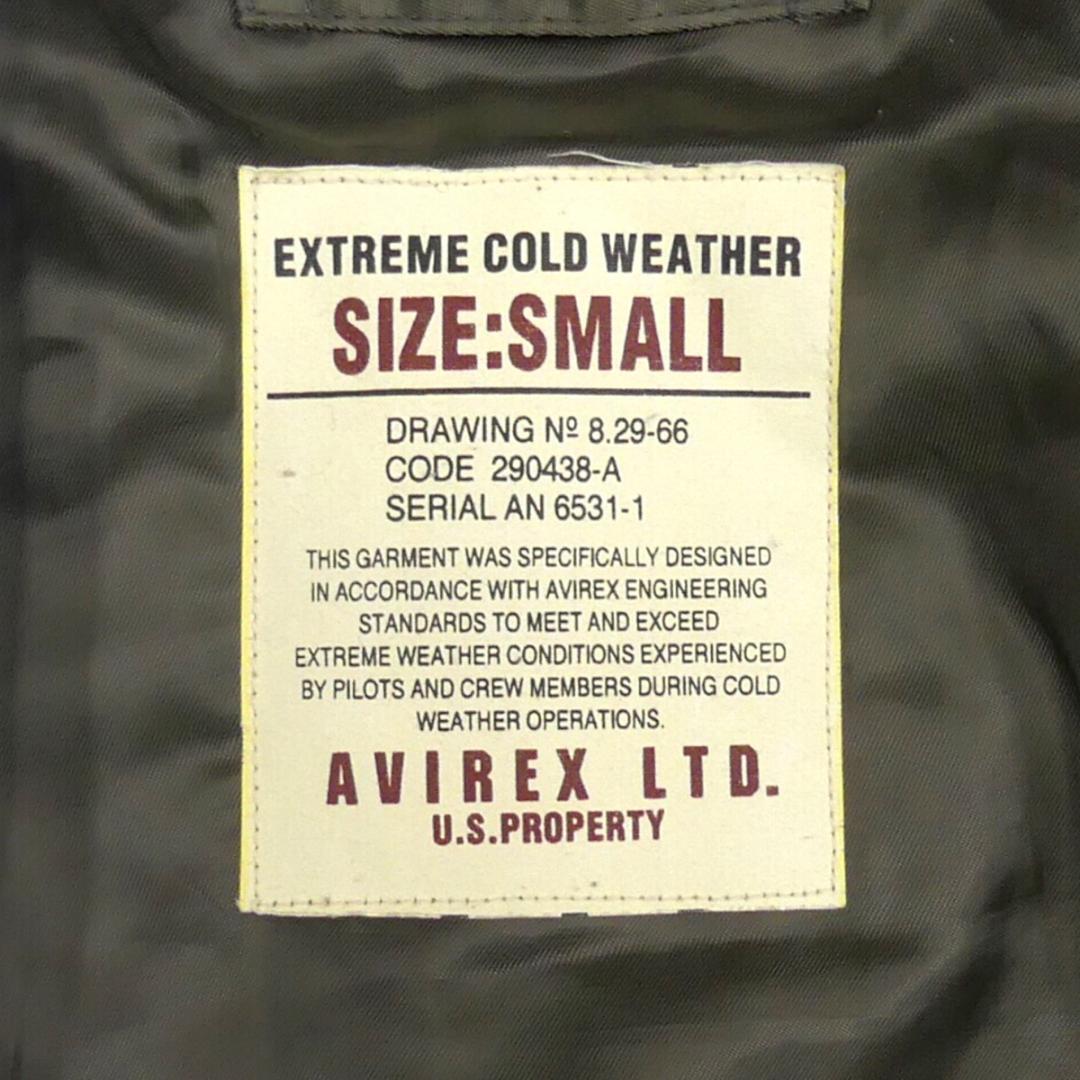 EXTREME COLD WEATHER
SIZE:SMALL
DRAWING Nº 8.29-66
CODE 290438-A
SERIAL AN 6531-1
THIS GARMENT WAS SPECIFICALLY DESIGNED
IN ACCORDANCE WITH AVIREX ENGINEERING
STANDARDS TO MEET AND EXCEED
EXTREME WEATHER CONDITIONS EXPERIENCED
BY PILOTS AND CREW MEMBERS DURING COLD
WEATHER OPERATIONS.
AVIREX LTD.
U.S.PROPERTY